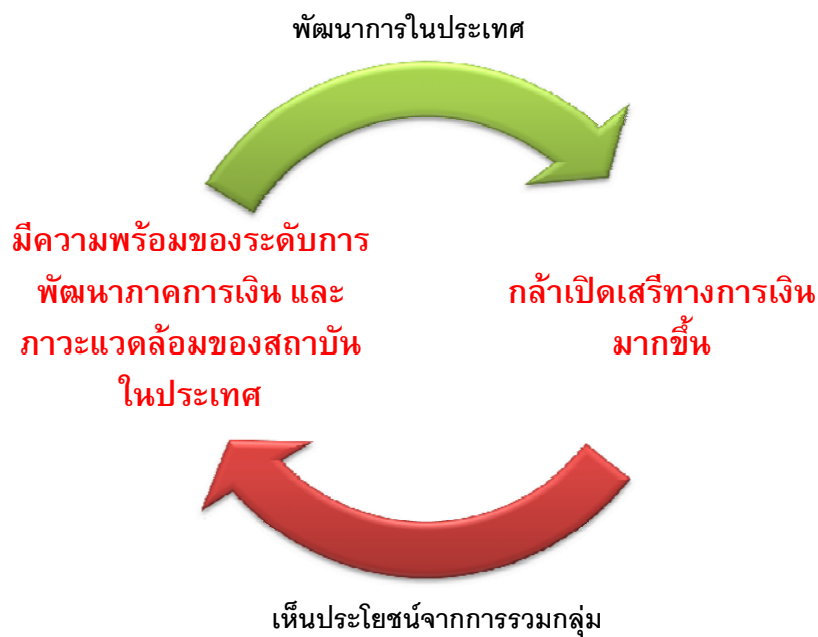 พัฒนาการในประเทศ
มีความพร้อมของระดับการ
พัฒนาภาคการเงิน และ
ภาวะแวดล้อมของสถาบัน
ในประเทศ
กล้าเปิดเสรีทางการเงิน
มากขึ้น
เห็นประโยชน์จากการรวมกลุ่ม